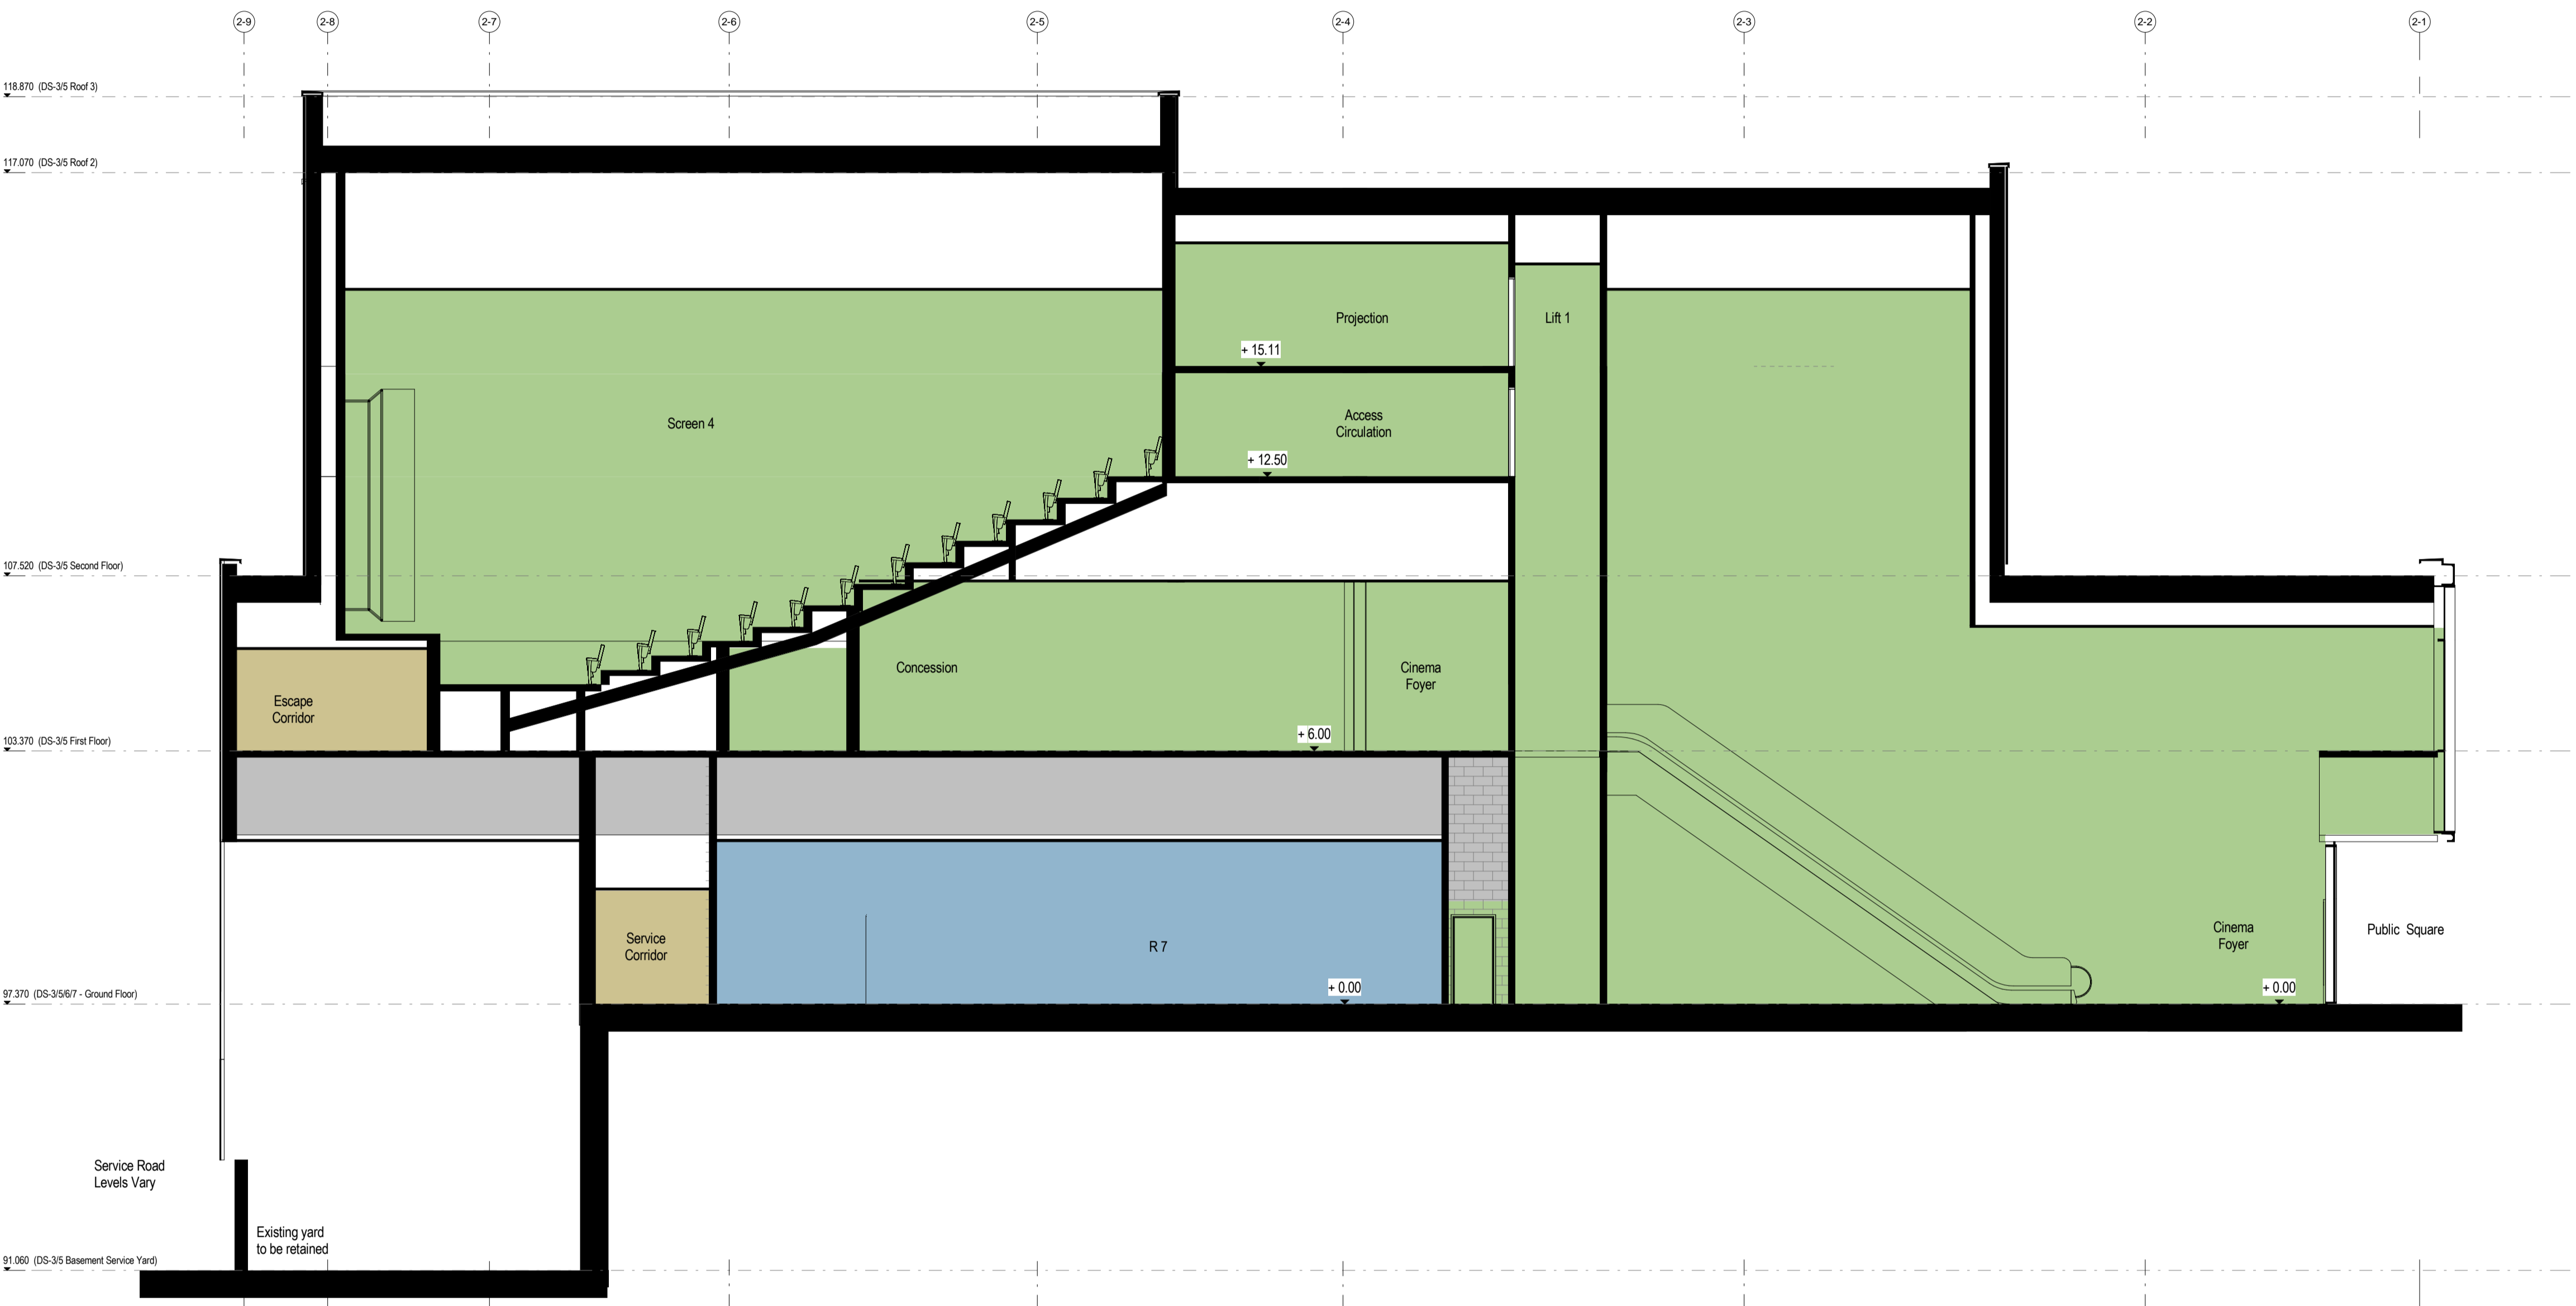 2-9
2-8
2-7
2-6
2-5
2-4
2-3
2-2
2-1
118.870 (DS-3/5 Roof 3)
117.070 (DS-3/5 Roof 2)
Projection
Lift 1
+ 15.11
Access
Circulation
Screen 4
+ 12.50
107.520 (DS-3/5 Second Floor)
Concession
Cinema
Foyer
Escape
Corridor
+ 6.00
103.370 (DS-3/5 First Floor)
Service
Corridor
R 7
Cinema
Foyer
Public Square
+ 0.00
+ 0.00
97.370 (DS-3/5/6/7 - Ground Floor)
Service Road
Levels Vary
Existing yard
to be retained
91.060 (DS-3/5 Basement Service Yard)